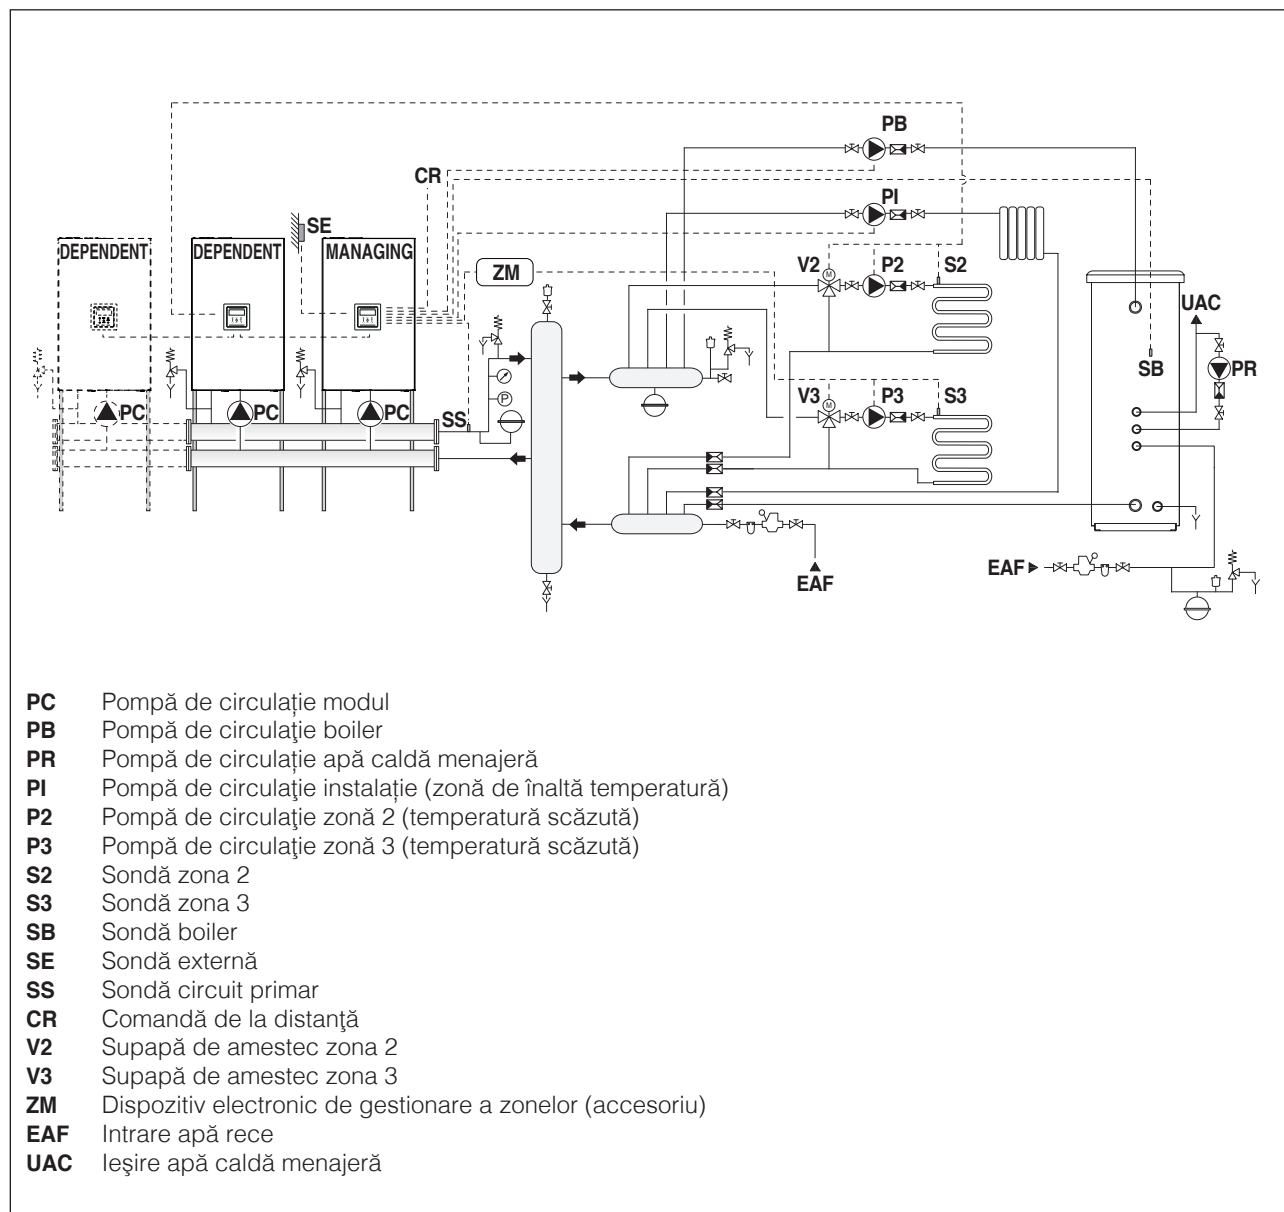 PB
CR
PI
SE
DEPENDENT DEPENDENT MANAGING
ZM
V2 P2 S2
M
UAC
SB PR
V3 P3 S3
M
PC PC PC SS
P
EAF
EAF
PC Pompă de circulație modul
PB Pompă de circulaţie boiler
PR Pompă de circulație apă caldă menajeră
PI Pompă de circulaţie instalație (zonă de înaltă temperatură)
P2 Pompă de circulaţie zonă 2 (temperatură scăzută)
P3 Pompă de circulaţie zonă 3 (temperatură scăzută)
S2 Sondă zona 2
S3 Sondă zona 3
SB Sondă boiler
SE Sondă externă
SS Sondă circuit primar
CR Comandă de la distanţă
V2 Supapă de amestec zona 2
V3 Supapă de amestec zona 3
ZM Dispozitiv electronic de gestionare a zonelor (accesoriu)
EAF Intrare apă rece
UAC Ieşire apă caldă menajeră